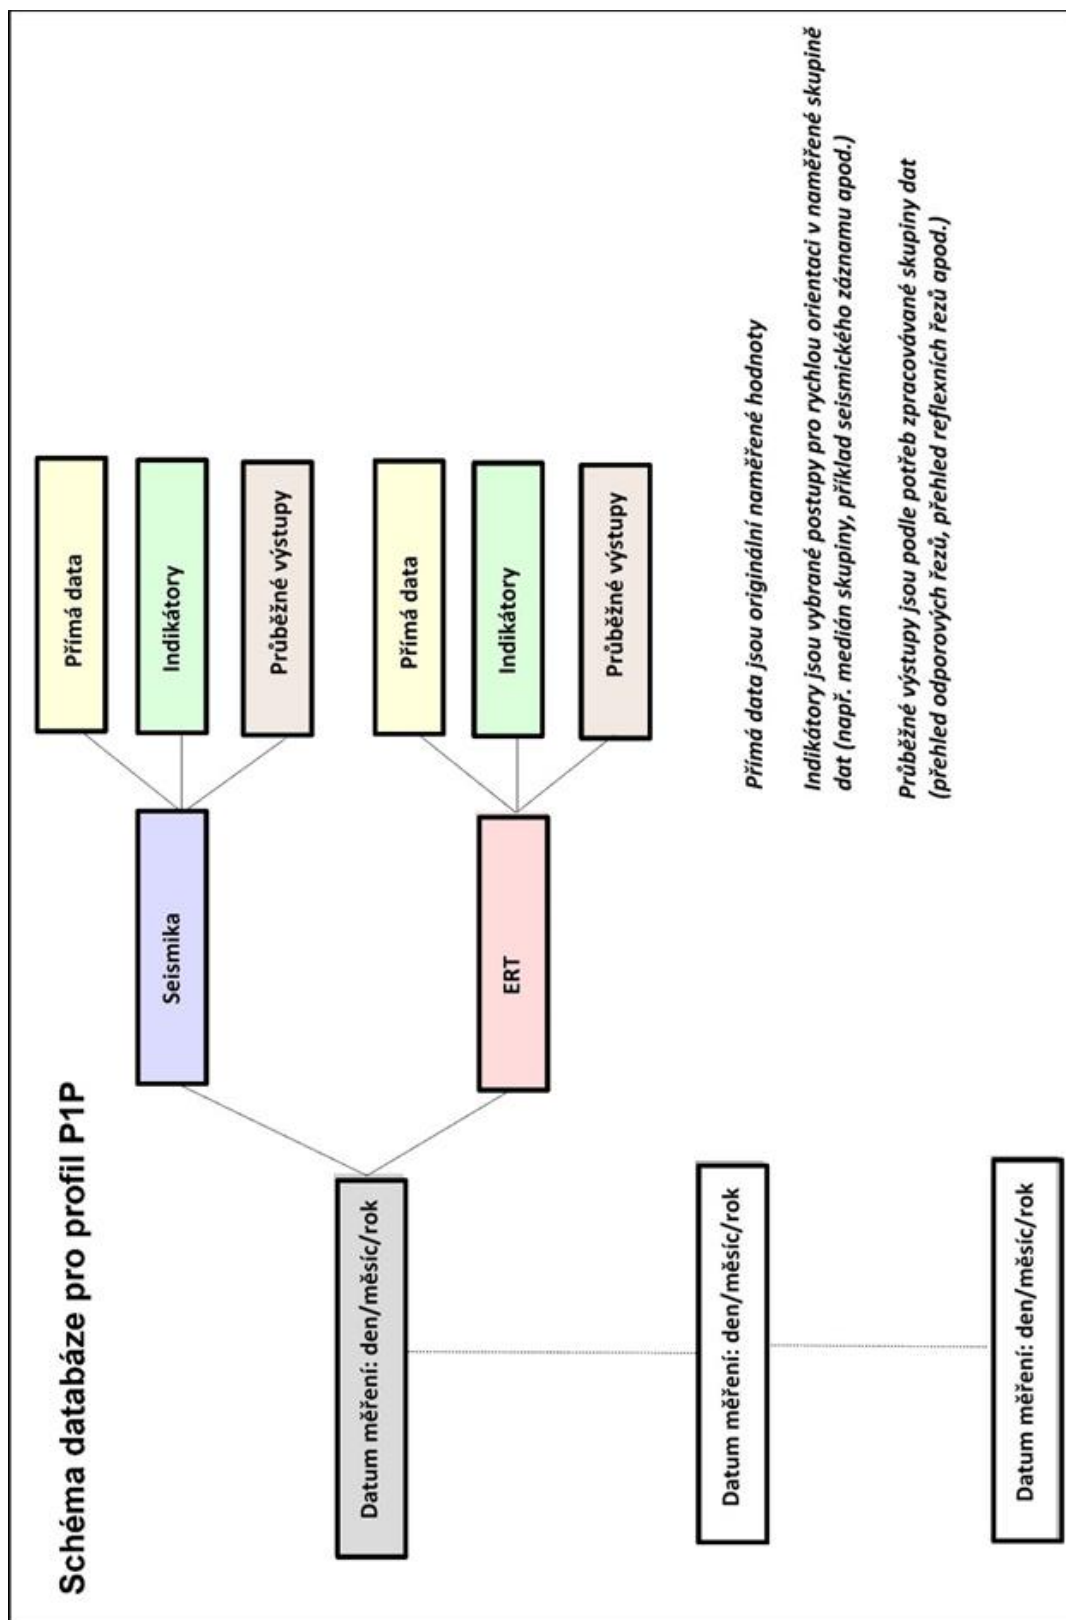 Schéma databáze pro profil P1P
Datum měření: den/měsíc/rok
Seismika
Přímá data
Indikátory
Průběžné výstupy
ERT
Přímá data
Indikátory
Průběžné výstupy
Datum měření: den/měsíc/rok
Datum měření: den/měsíc/rok
Přímá data jsou originální naměřené hodnoty
Indikátory jsou vybrané postupy pro rychlou orientaci v naměřené skupině
dat (např. medián skupiny, příklad seismického záznamu apod.)
Průběžné výstupy jsou podle potřeb zpracovávané skupiny dat
(přehled odporových řezů, přehled reflexních řezů apod.)